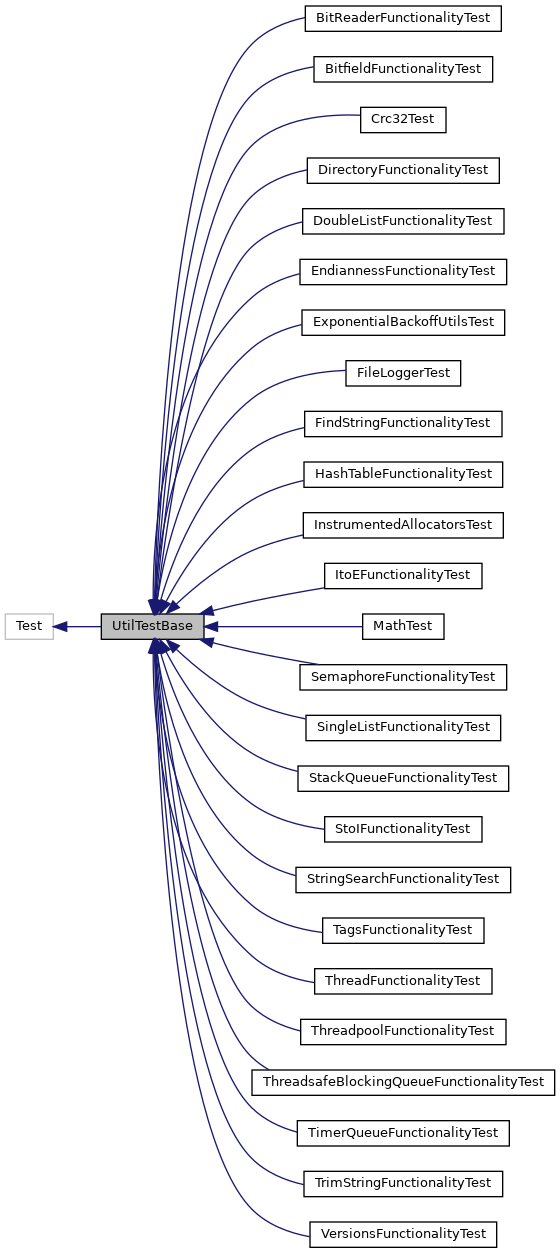 BitReaderFunctionalityTest
BitfieldFunctionalityTest
Crc32Test
DirectoryFunctionalityTest
DoubleListFunctionalityTest
EndiannessFunctionalityTest
ExponentialBackoffUtilsTest
FileLoggerTest
FindStringFunctionalityTest
HashTableFunctionalityTest
InstrumentedAllocatorsTest
ItoEFunctionalityTest
Test
UtilTestBase
MathTest
SemaphoreFunctionalityTest
SingleListFunctionalityTest
StackQueueFunctionalityTest
StoIFunctionalityTest
StringSearchFunctionalityTest
TagsFunctionalityTest
ThreadFunctionalityTest
ThreadpoolFunctionalityTest
ThreadsafeBlockingQueueFunctionalityTest
TimerQueueFunctionalityTest
TrimStringFunctionalityTest
VersionsFunctionalityTest